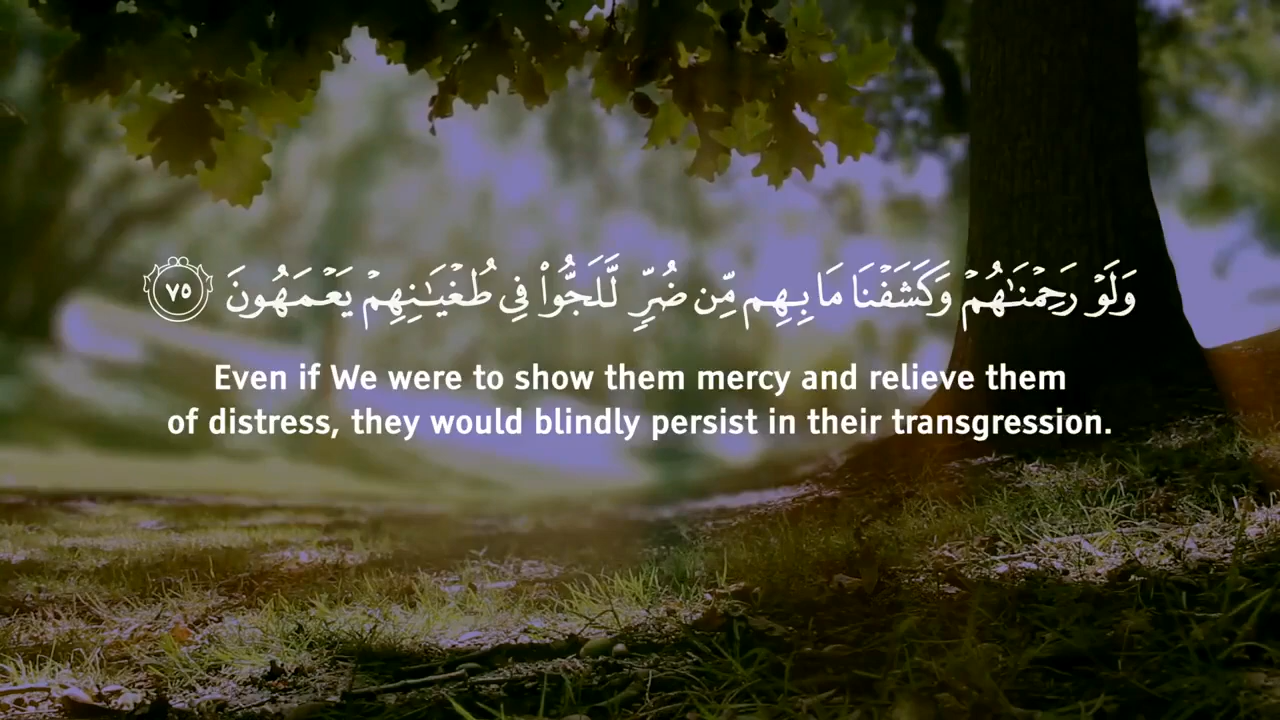 وَلَوْ رَحِمْنَـٰهُمْ وَكَشَفْنَا مَا بِهِم مِّن ضُرٍّ لَّلَجُّوا۟ فِى طُغْيَـٰنِهِمْ يَعْمَهُونَ ٧٥
Even if We were to show them mercy and relieve them
of distress, they would blindly persist in their transgression.